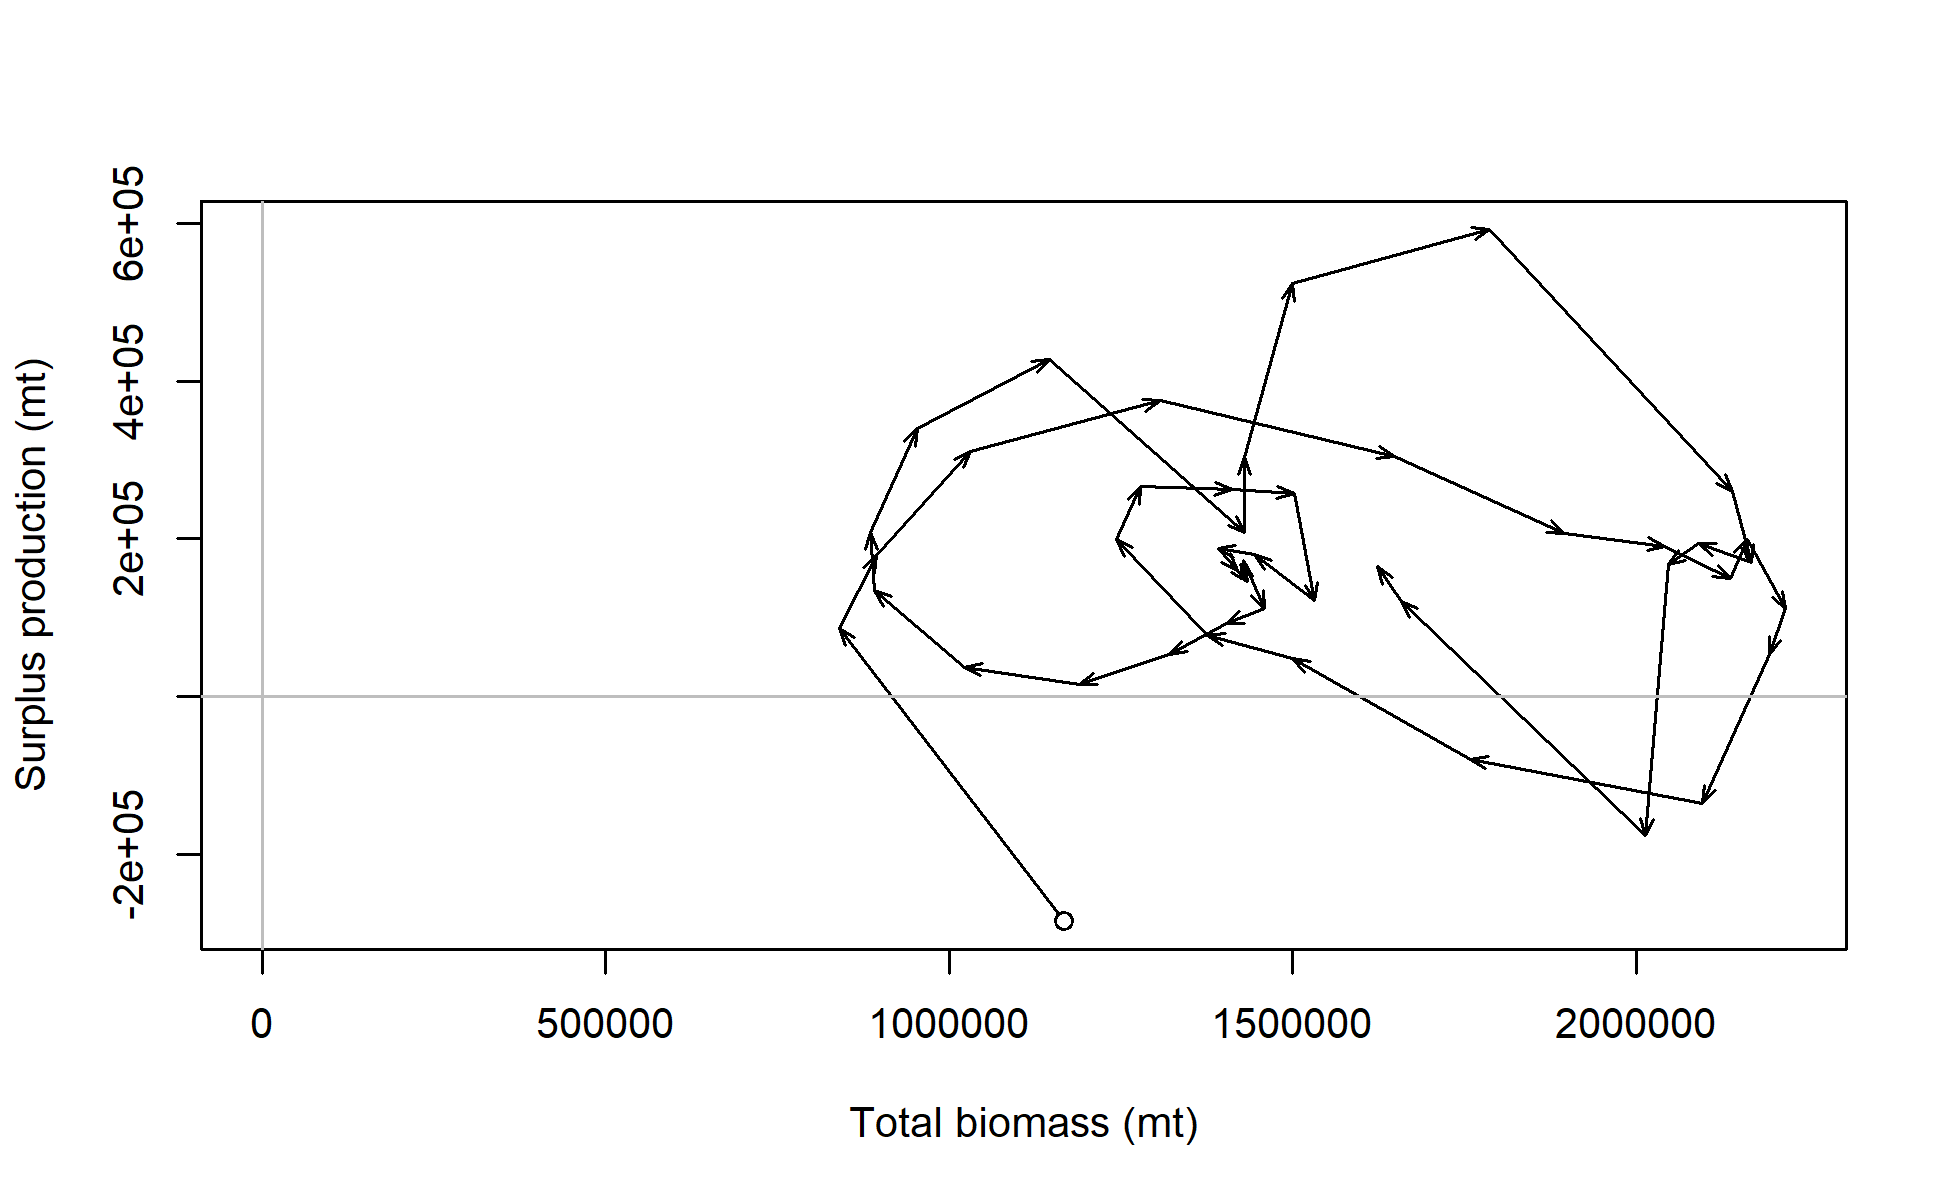 Surplus production (mt)
6e+05
4e+05
2e+05
-2e+05
0 500000 1000000 1500000 2000000
Total biomass (mt)